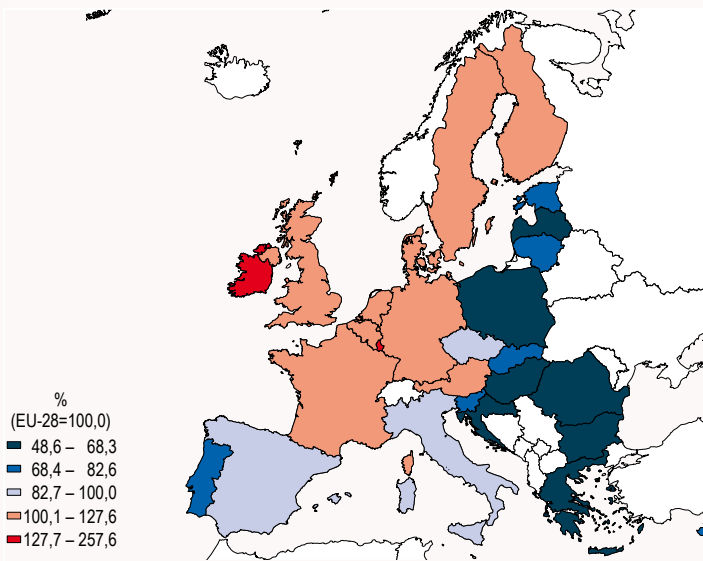 %
(EU-28=100,0)
48,6 – 68,3
68,4 – 82,6
82,7 – 100,0
100,1 – 127,6
127,7 – 257,6